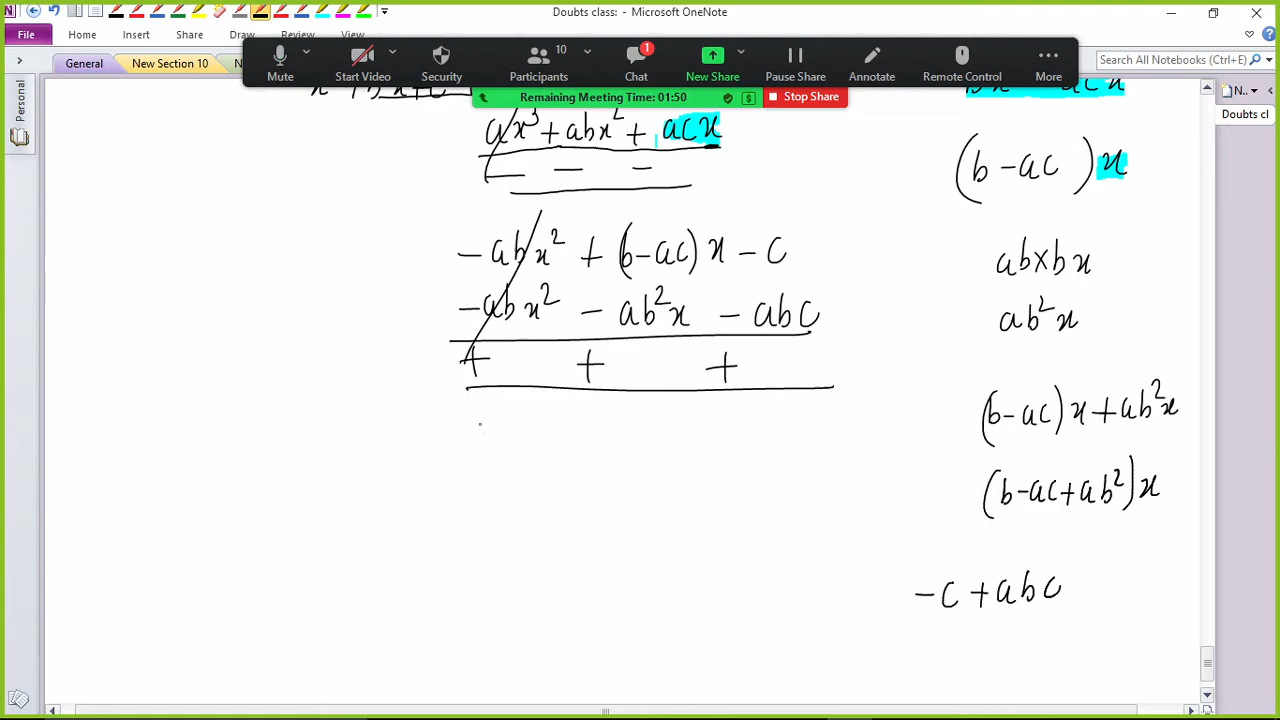 Doubts class: - Microsoft OneNote
File Home Insert Share Draw Review View
Mute Start Video Security Participants 10 Chat 1 New Share Pause Share Annotate Remote Control More
General New Section 10
Search All Notebooks (Ctrl+E)
Remaining Meeting Time: 01:50 $ Stop Share
Personal
N...
Doubts cl
ax³ + abx² + acx
— — —
(b - ac) x
- abx² + (b-ac) x - c
abxbx
- abx² - ab²x - abc
ab²x
+ + +
(b-ac)x + ab²x
(b-ac+ab²)x
-c + abc